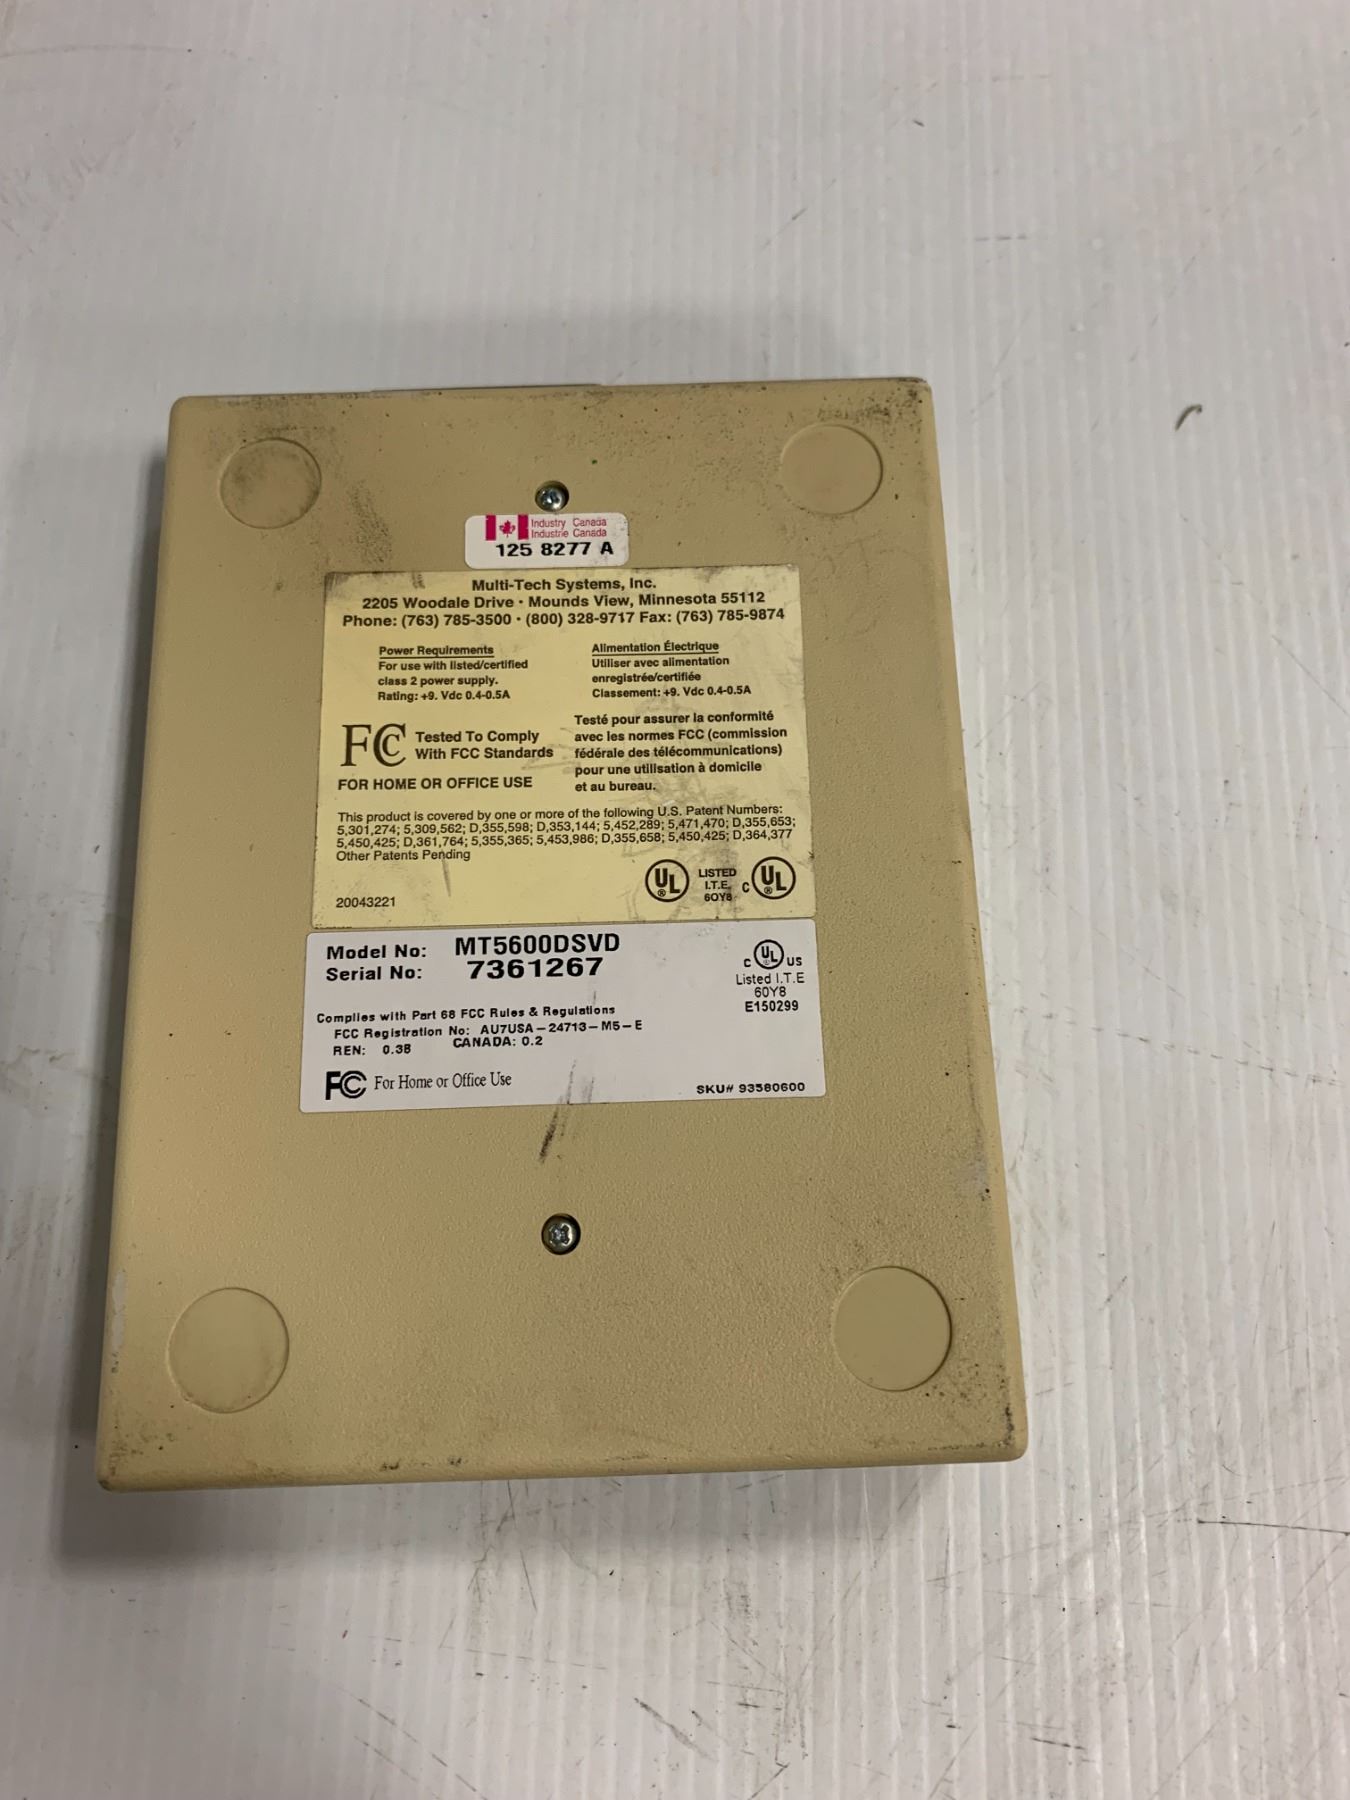 Industry Canada
Industrie Canada
125 8277 A
Multi-Tech Systems, Inc.
2205 Woodale Drive • Mounds View, Minnesota 55112
Phone: (763) 785-3500 • (800) 328-9717 Fax: (763) 785-9874
Power Requirements
For use with listed/certified
class 2 power supply.
Rating: +9. Vdc 0.4-0.5A
Alimentation Électrique
Utiliser avec alimentation
enregistrée/certifiée
Classement: +9. Vdc 0.4-0.5A
FC Tested To Comply
With FCC Standards
FOR HOME OR OFFICE USE
Testé pour assurer la conformité
avec les normes FCC (commission
fédérale des télécommunications)
pour une utilisation à domicile
et au bureau.
This product is covered by one or more of the following U.S. Patent Numbers:
5,301,274; 5,309,562; D,355,598; D,353,144; 5,452,289; 5,471,470; D,355,653;
5,450,425; D,361,764; 5,355,365; 5,453,986; D,355,658; 5,450,425; D,364,377
Other Patents Pending
20043221
UL ®
LISTED
I.T.E.
60Y8
C UL ®
Model No: MT5600DSVD
Serial No: 7361267
C UL ® US
Listed I.T.E
60Y8
E150299
Complies with Part 68 FCC Rules & Regulations
FCC Registration No: AU7USA-24713-M5-E
REN: 0.3B CANADA: 0.2
FC For Home or Office Use
SKU# 93580600